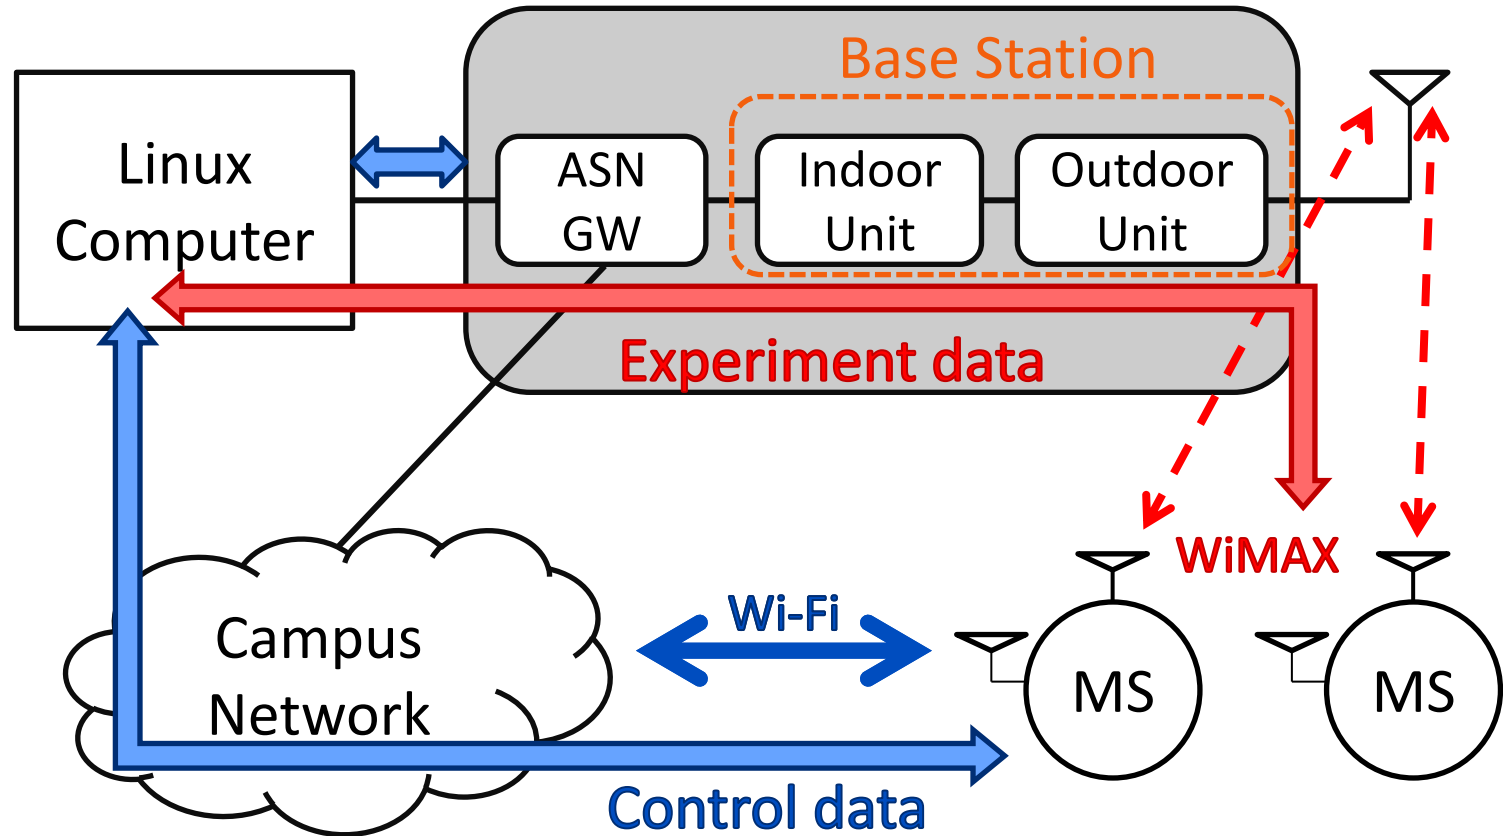 Base Station
Linux
Computer
ASN
GW
Indoor
Unit
Outdoor
Unit
Experiment data
WiMAX
Wi-Fi
Campus
Network
MS
MS
Control data